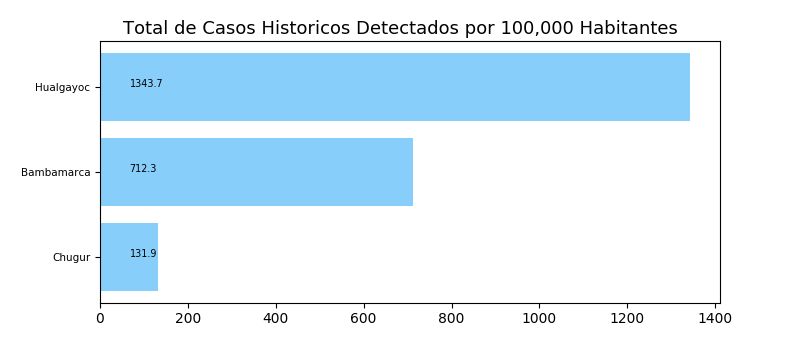 Total de Casos Historicos Detectados por 100,000 Habitantes
Hualgayoc
1343.7
Bambamarca
712.3
Chugur
131.9
0 200 400 600 800 1000 1200 1400